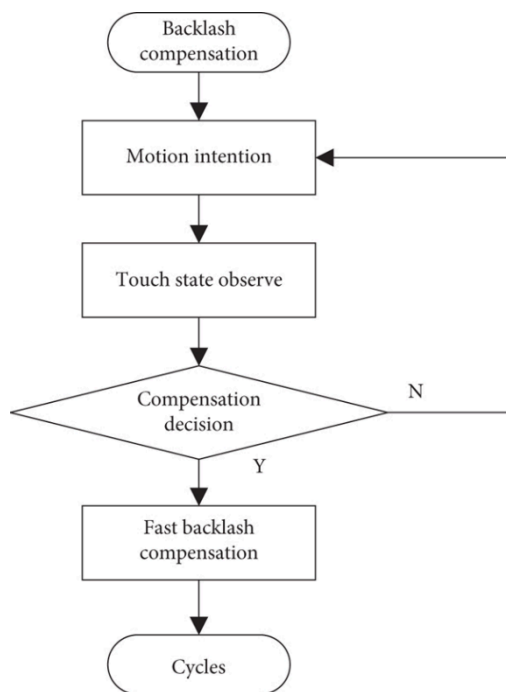 Backlash
compensation
Motion intention
Touch state observe
Compensation
decision
N
Y
Fast backlash
compensation
Cycles